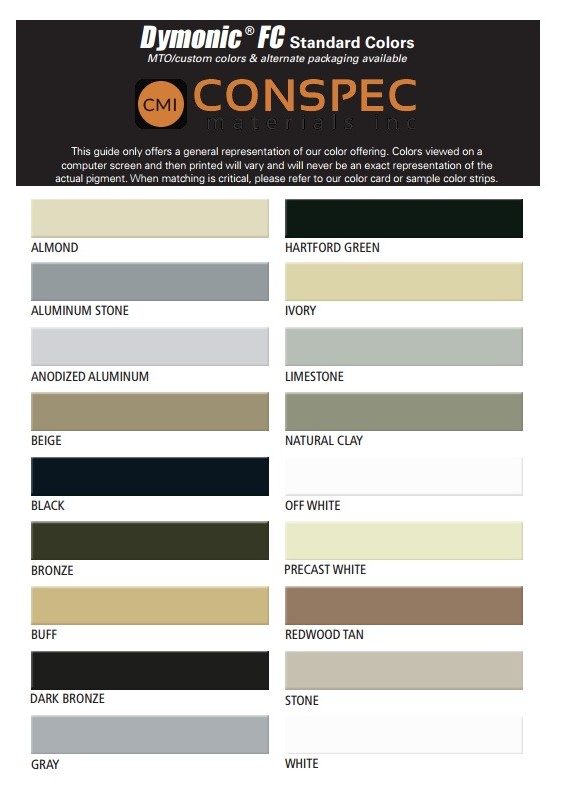 Dymonic® FC Standard Colors
MTO/custom colors & alternate packaging available
CMI CONSPEC
materials inc
This guide only offers a general representation of our color offering. Colors viewed on a
computer screen and then printed will vary and will never be an exact representation of the
actual pigment. When matching is critical, please refer to our color card or sample color strips.
ALMOND
HARTFORD GREEN
ALUMINUM STONE
IVORY
ANODIZED ALUMINUM
LIMESTONE
BEIGE
NATURAL CLAY
BLACK
OFF WHITE
BRONZE
PRECAST WHITE
BUFF
REDWOOD TAN
DARK BRONZE
STONE
GRAY
WHITE